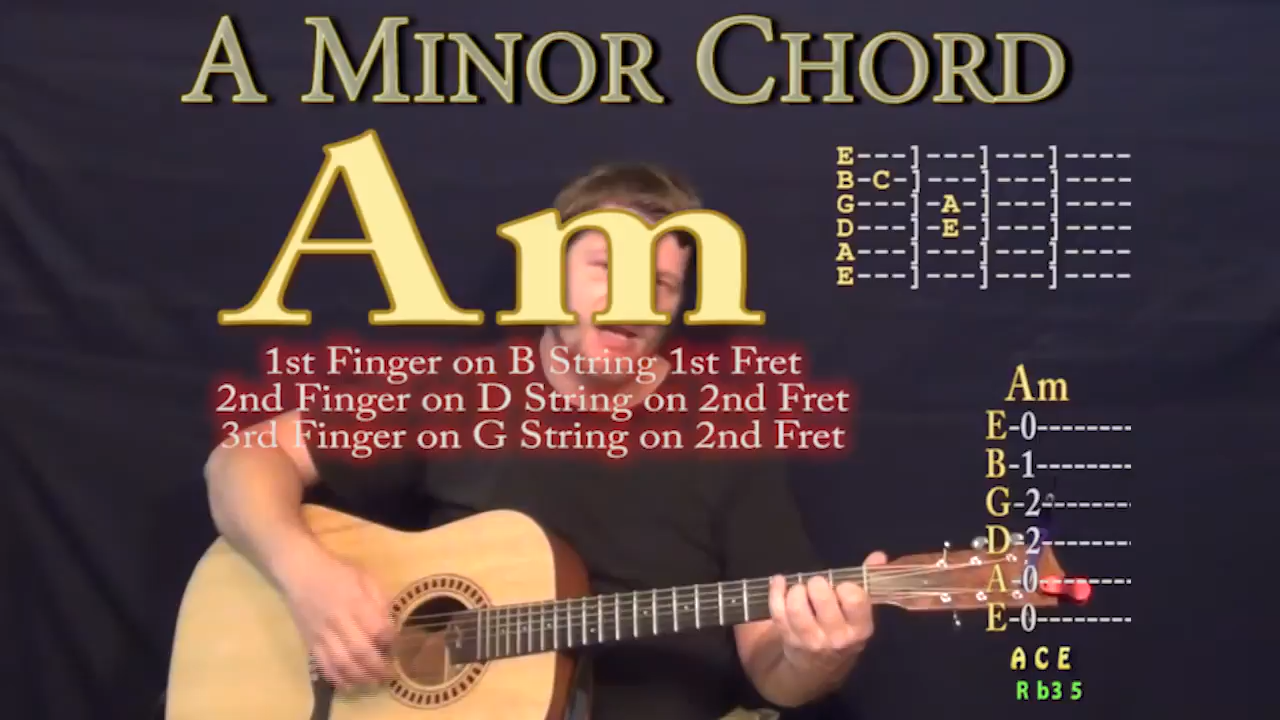 A MINOR CHORD
Am
1st Finger on B String 1st Fret
2nd Finger on D String on 2nd Fret
3rd Finger on G String on 2nd Fret
E---]---]---]----
B-C-]---]---]----
G---]-A-]---]----
D---]-E-]---]----
A---]---]---]----
E---]---]---]----
Am
E-0--------
B-1--------
G-2--------
D-2--------
A-0--------
E-0--------
A C E
R b3 5